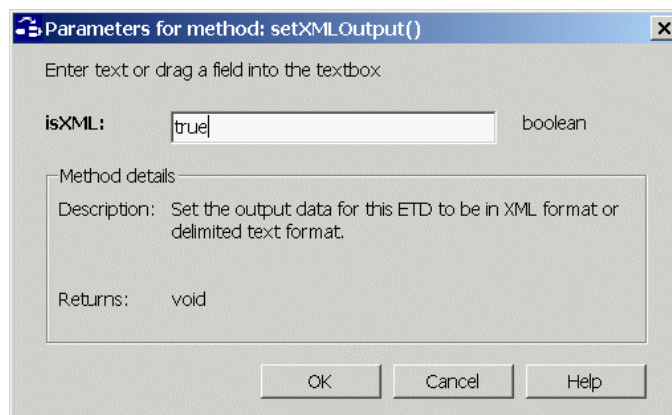 Parameters for method: setXMLOutput()
Enter text or drag a field into the textbox
isXML: true boolean
Method details
Description: Set the output data for this ETD to be in XML format or
delimited text format.
Returns: void
OK Cancel Help